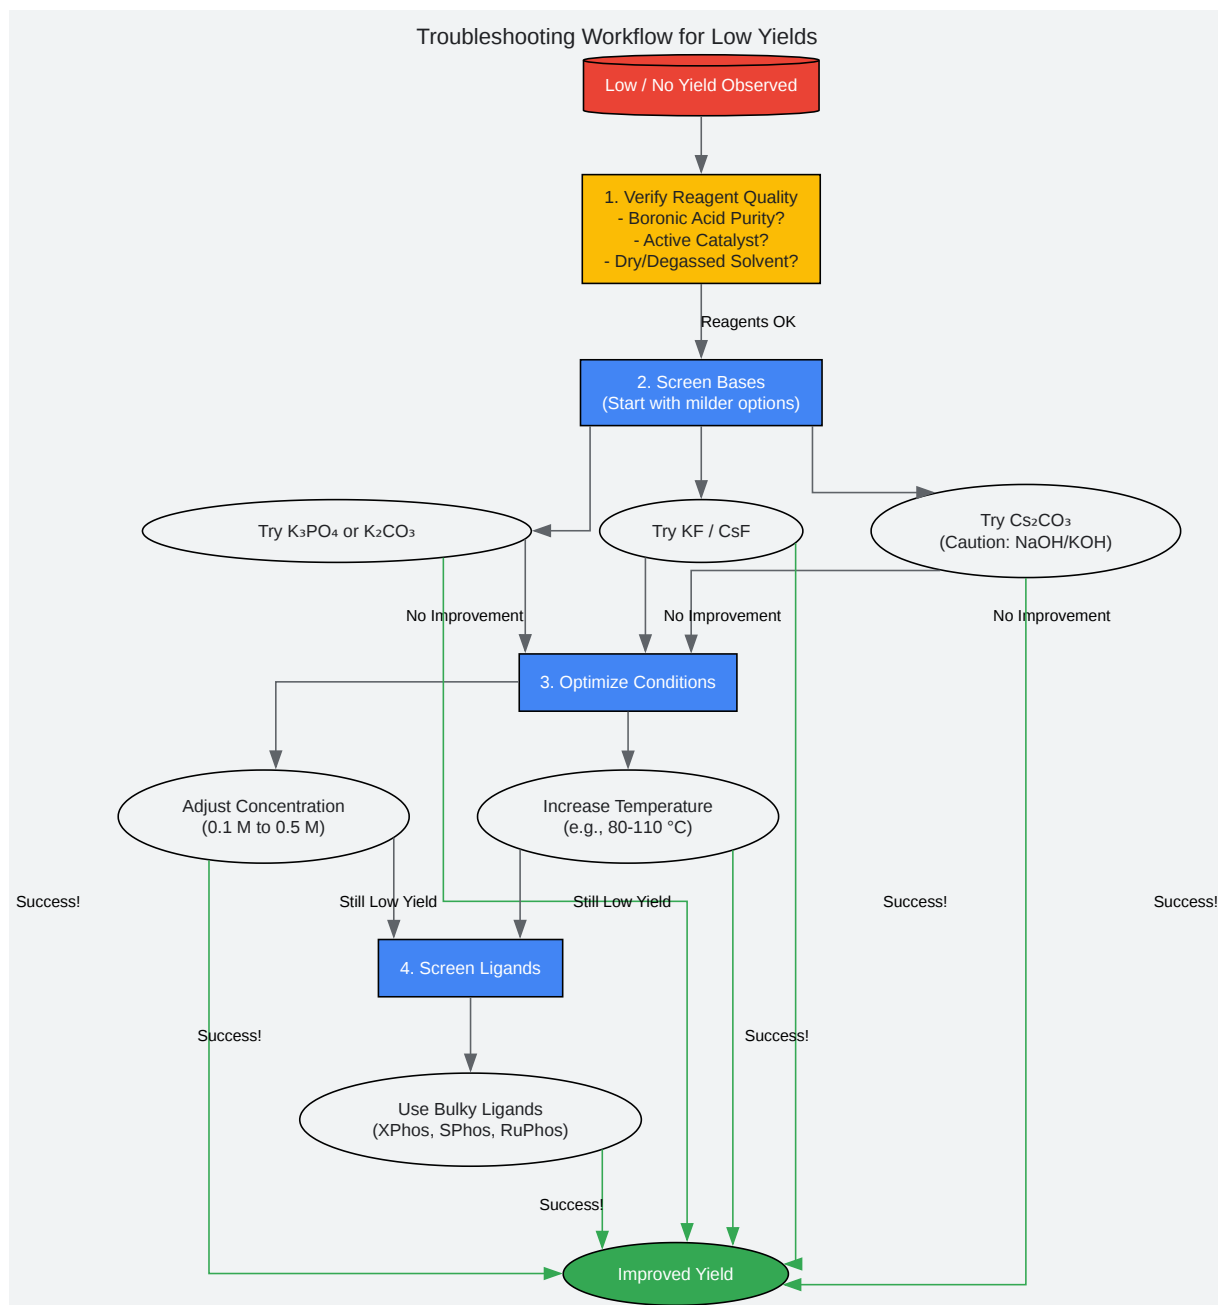 Troubleshooting Workflow for Low Yields
Low / No Yield Observed
1. Verify Reagent Quality
- Boronic Acid Purity?
- Active Catalyst?
- Dry/Degassed Solvent?
Reagents OK
2. Screen Bases
(Start with milder options)
Try K₃PO₄ or K₂CO₃
Try KF / CsF
Try Cs₂CO₃
(Caution: NaOH/KOH)
No Improvement
No Improvement
No Improvement
3. Optimize Conditions
Adjust Concentration
(0.1 M to 0.5 M)
Increase Temperature
(e.g., 80-110 °C)
Success!
Still Low Yield
Still Low Yield
Success!
Success!
4. Screen Ligands
Success!
Success!
Use Bulky Ligands
(XPhos, SPhos, RuPhos)
Success!
Improved Yield